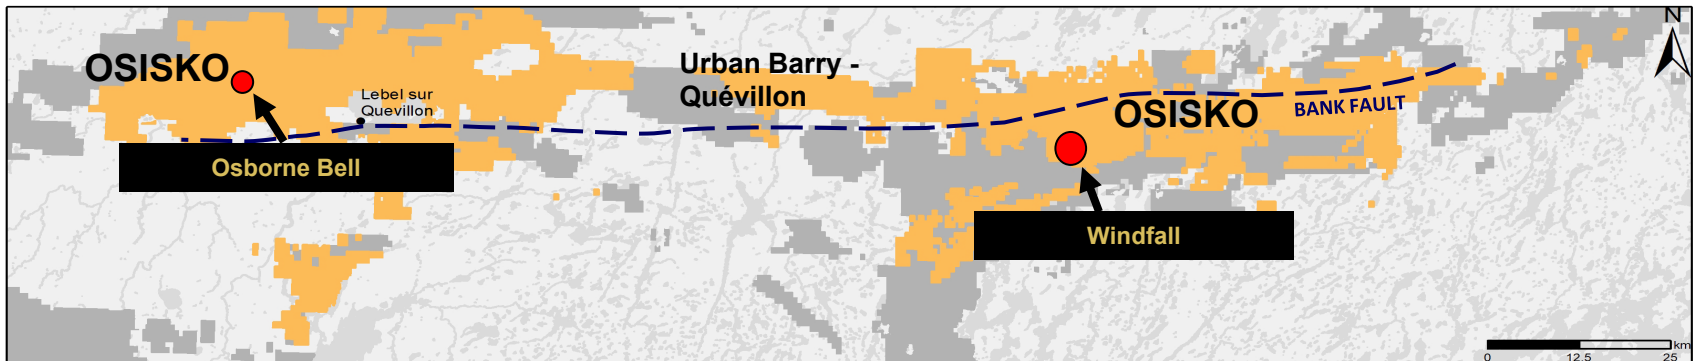 N
OSISKO
Urban Barry -
Quévillon
Lebel sur
Quevillon
OSISKO
BANK FAULT
Osborne Bell
Windfall
km
0 12.5 25